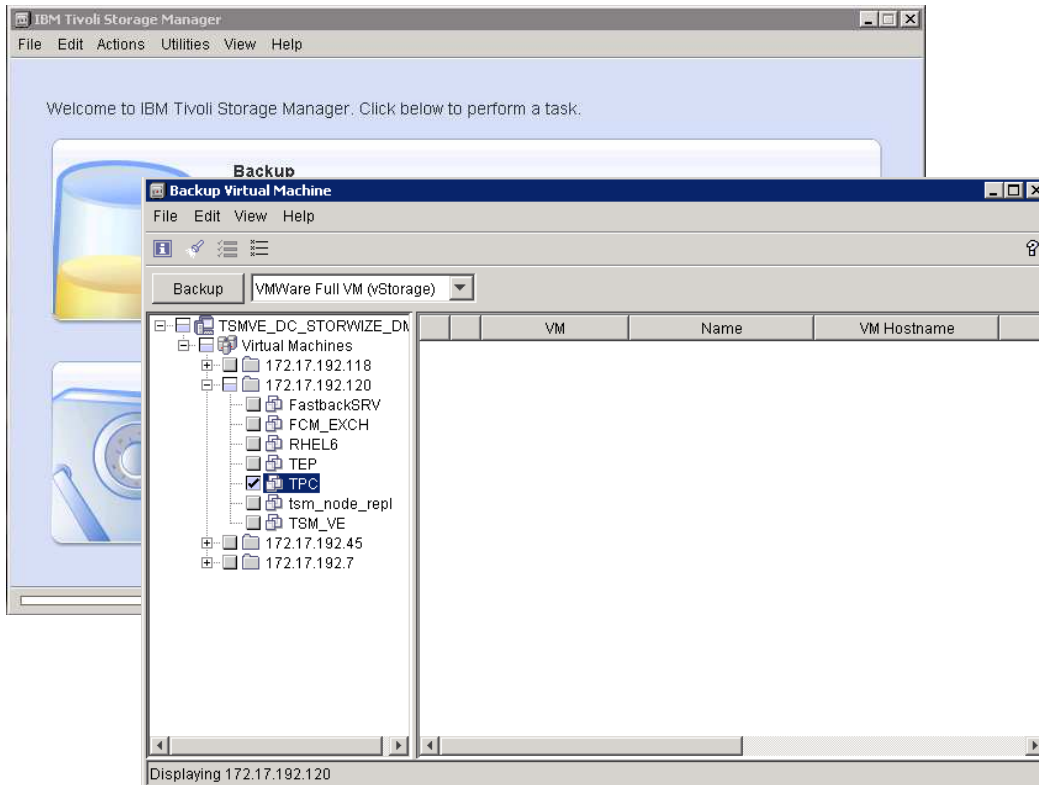 IBM Tivoli Storage Manager
File Edit Actions Utilities View Help
Welcome to IBM Tivoli Storage Manager. Click below to perform a task.
Backup
Backup Virtual Machine
File Edit View Help
Backup VMWare Full VM (vStorage)
TSMVE_DC_STORWIZE_DM
VM Name VM Hostname
Virtual Machines
172.17.192.118
172.17.192.120
FastbackSRV
FCM_EXCH
RHEL6
TEP
TPC
tsm_node_repl
TSM_VE
172.17.192.45
172.17.192.7
Displaying 172.17.192.120